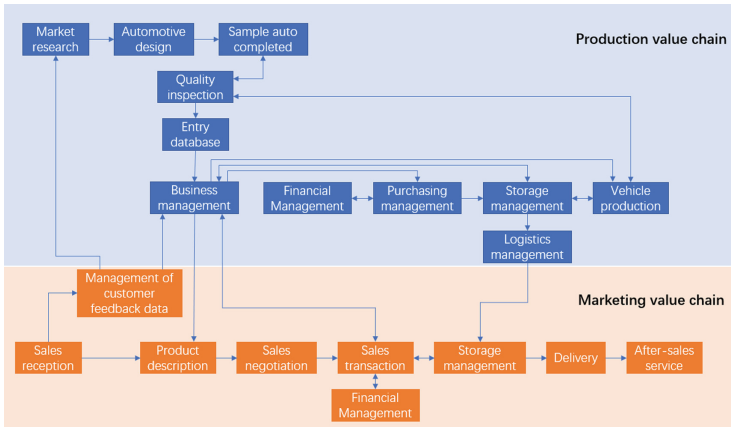 Market
research
Automotive
design
Sample auto
completed
Production value chain
Quality
inspection
Entry
database
Business
management
Financial
Management
Purchasing
management
Storage
management
Vehicle
production
Logistics
management
Management of
customer
feedback data
Marketing value chain
Sales
reception
Product
description
Sales
negotiation
Sales
transaction
Storage
management
Delivery
After-sales
service
Financial
Management